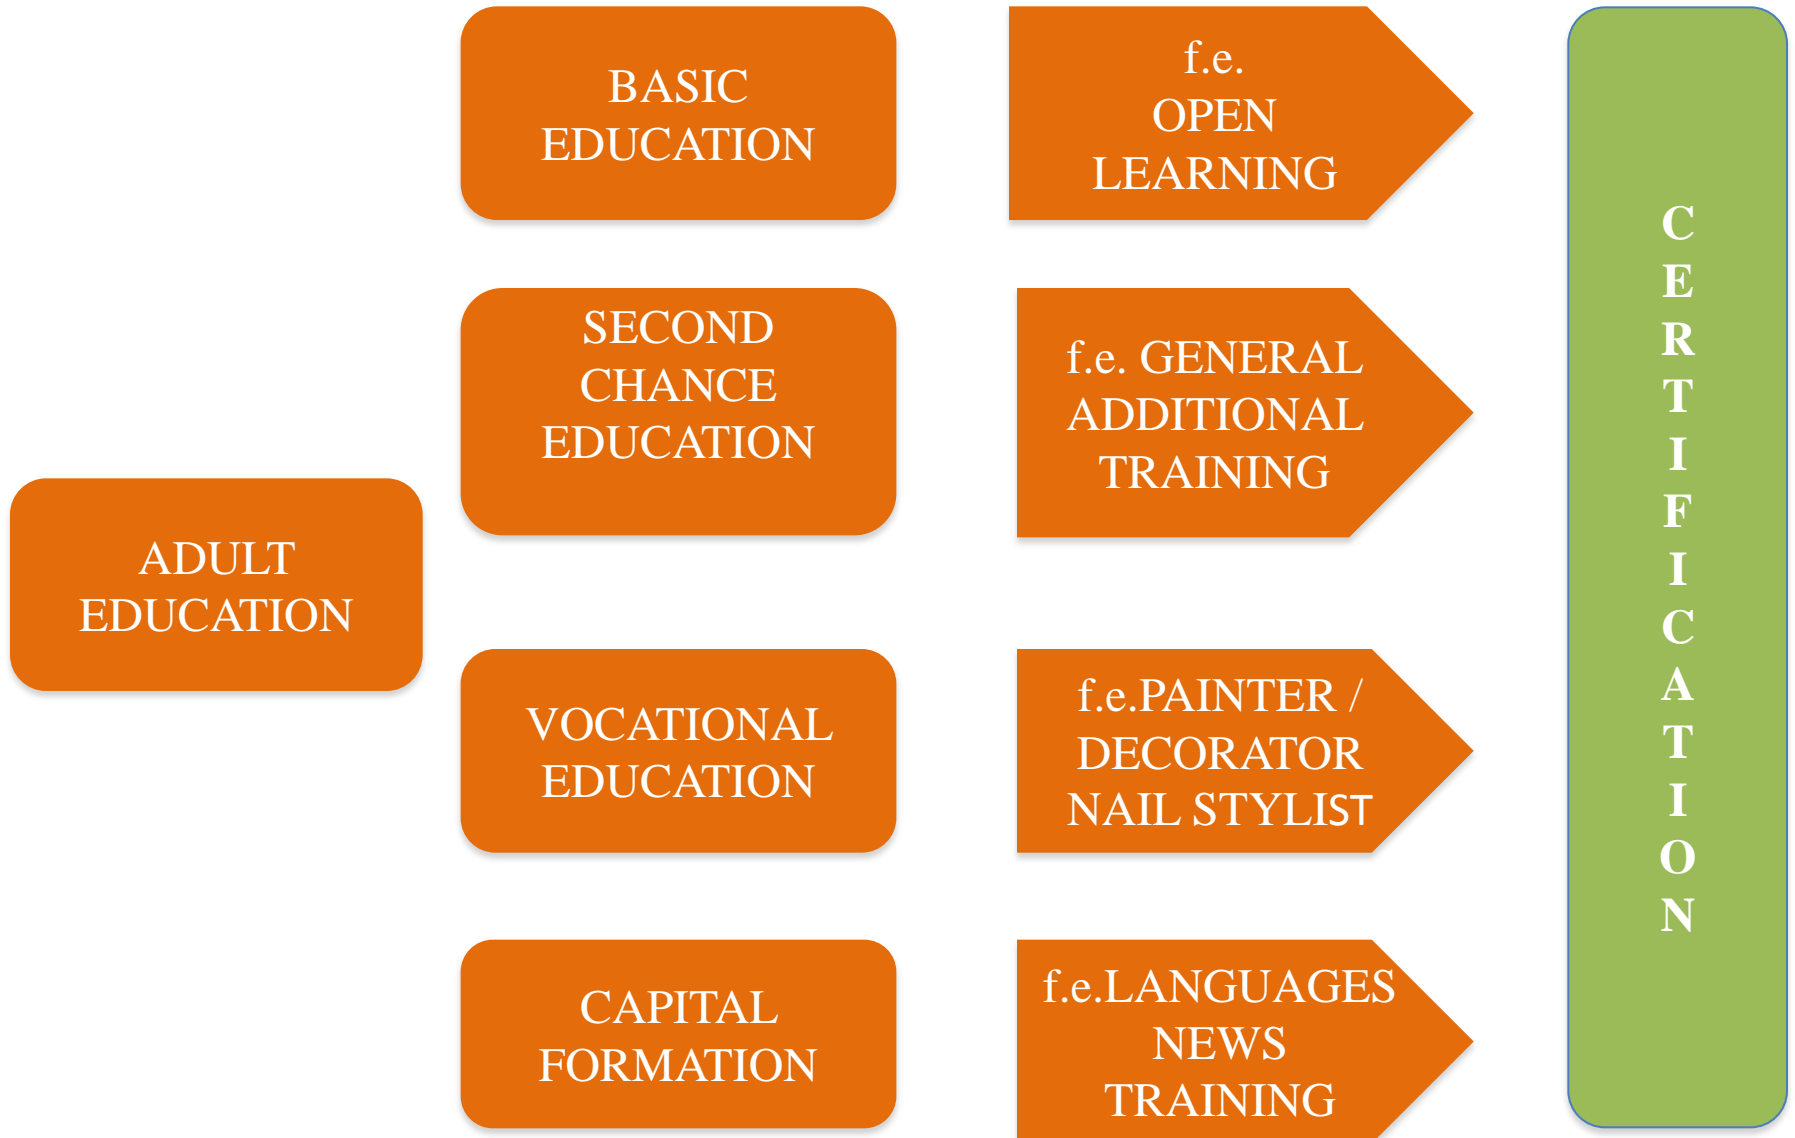 ADULT
EDUCATION
BASIC
EDUCATION
f.e.
OPEN
LEARNING
SECOND
CHANCE
EDUCATION
f.e. GENERAL
ADDITIONAL
TRAINING
VOCATIONAL
EDUCATION
f.e.PAINTER /
DECORATOR
NAIL STYLIST
CAPITAL
FORMATION
f.e.LANGUAGES
NEWS
TRAINING
C
E
R
T
I
F
I
C
A
T
I
O
N